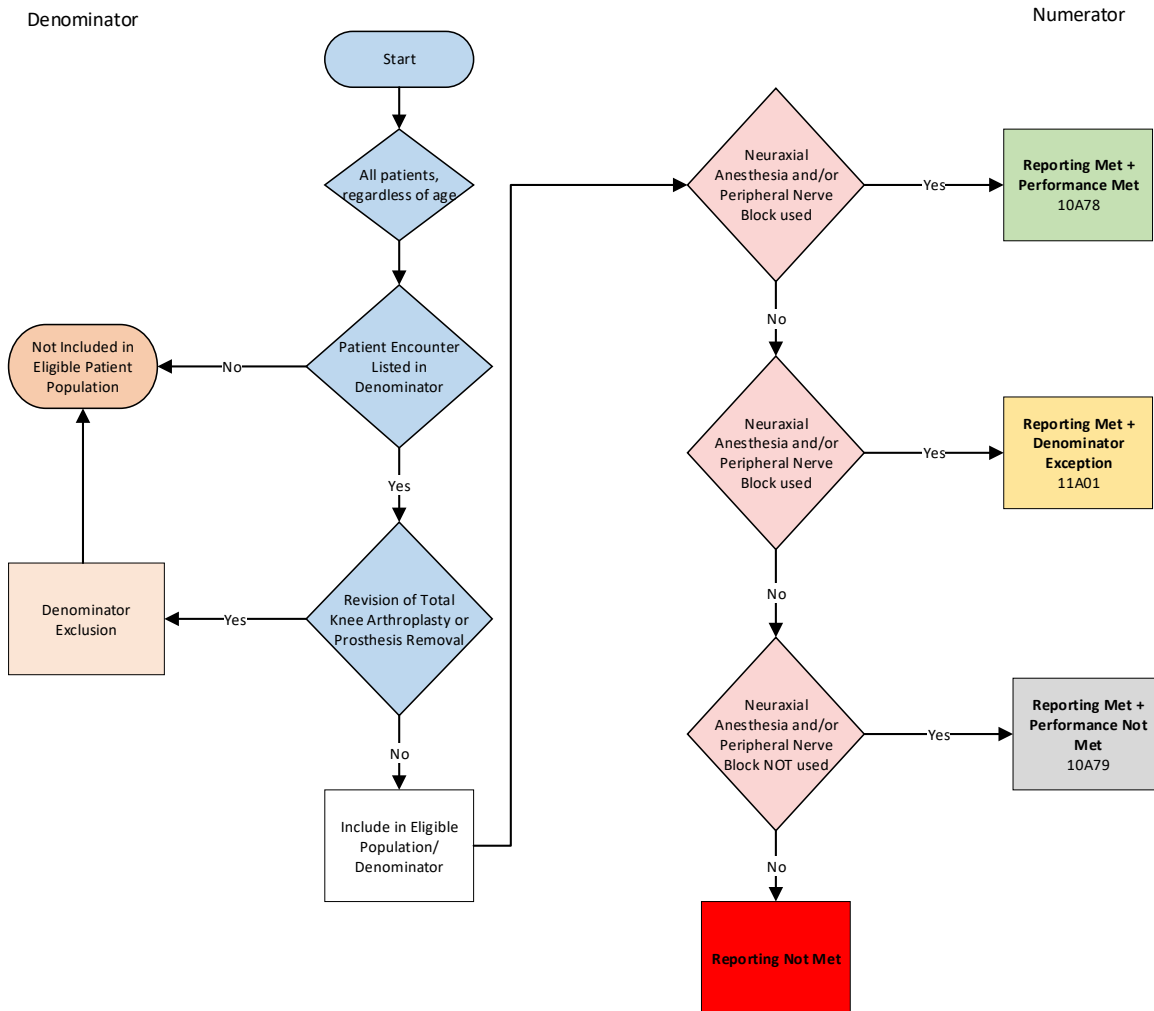 Denominator
Numerator
Start
All patients,
regardless of age
Patient Encounter
Listed in
Denominator
No
Not Included in
Eligible Patient
Population
Yes
Revision of Total
Knee Arthroplasty or
Prosthesis Removal
Yes
Denominator
Exclusion
No
Include in Eligible
Population/
Denominator
Neuraxial
Anesthesia and/or
Peripheral Nerve
Block used
Yes
Reporting Met +
Performance Met
10A78
No
Neuraxial
Anesthesia and/or
Peripheral Nerve
Block used
Yes
Reporting Met +
Denominator
Exception
11A01
No
Neuraxial
Anesthesia and/or
Peripheral Nerve
Block NOT used
Yes
Reporting Met +
Performance Not
Met
10A79
No
Reporting Not Met